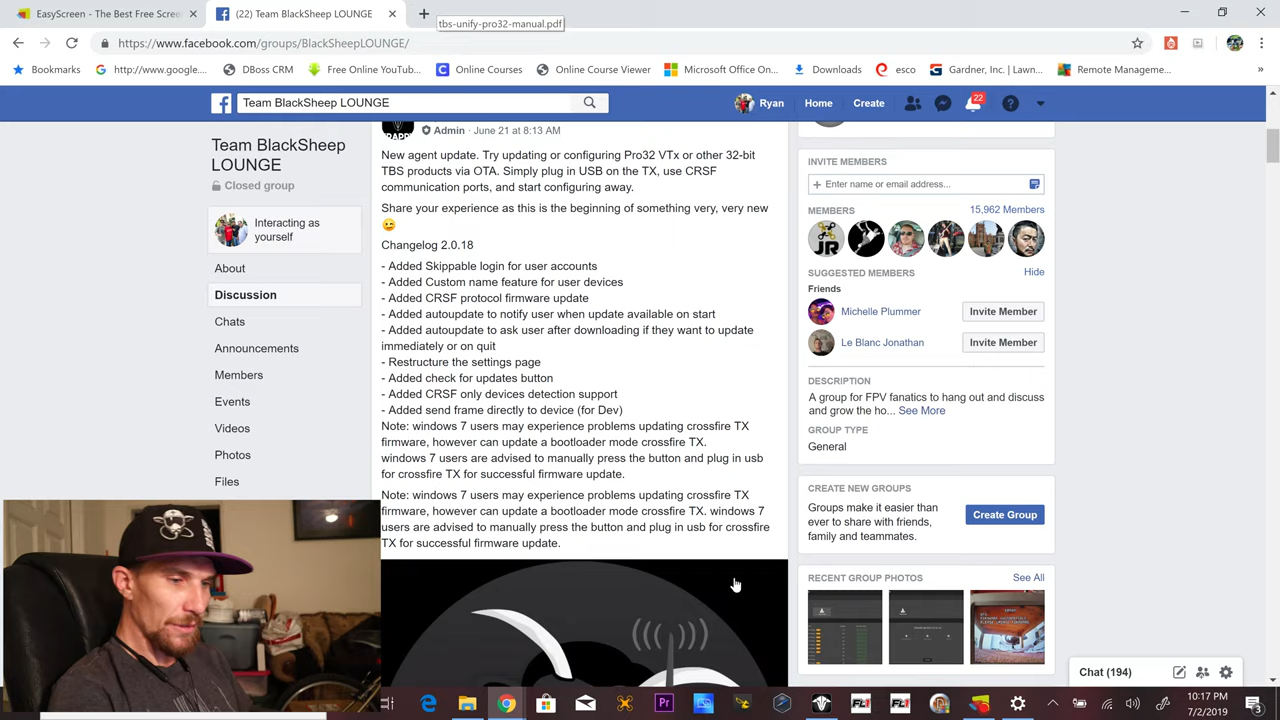 EasyScreen - The Best Free Scree
(22) Team BlackSheep LOUNGE
tbs-unify-pro32-manual.pdf
https://www.facebook.com/groups/BlackSheepLOUNGE/
Bookmarks
http://www.google....
DBoss CRM
Free Online YouTub...
Online Courses
Online Course Viewer
Microsoft Office On...
Downloads
esco
Gardner, Inc. | Lawn...
Remote Manageme...
Team BlackSheep LOUNGE
Ryan
Home
Create
22
Team BlackSheep
LOUNGE
Closed group
Interacting as
yourself
About
Discussion
Chats
Announcements
Members
Events
Videos
Photos
Files
Admin · June 21 at 8:13 AM
New agent update. Try updating or configuring Pro32 VTx or other 32-bit
TBS products via OTA. Simply plug in USB on the TX, use CRSF
communication ports, and start configuring away.
Share your experience as this is the beginning of something very, very new
Changelog 2.0.18
- Added Skippable login for user accounts
- Added Custom name feature for user devices
- Added CRSF protocol firmware update
- Added autoupdate to notify user when update available on start
- Added autoupdate to ask user after downloading if they want to update
immediately or on quit
- Restructure the settings page
- Added check for updates button
- Added CRSF only devices detection support
- Added send frame directly to device (for Dev)
Note: windows 7 users may experience problems updating crossfire TX
firmware, however can update a bootloader mode crossfire TX.
windows 7 users are advised to manually press the button and plug in usb
for crossfire TX for successful firmware update.
Note: windows 7 users may experience problems updating crossfire TX
firmware, however can update a bootloader mode crossfire TX. windows 7
users are advised to manually press the button and plug in usb for crossfire
TX for successful firmware update.
INVITE MEMBERS
Enter name or email address...
MEMBERS
15,962 Members
JR
SUGGESTED MEMBERS
Hide
Friends
Michelle Plummer
Invite Member
Le Blanc Jonathan
Invite Member
DESCRIPTION
A group for FPV fanatics to hang out and discuss
and grow the ho... See More
GROUP TYPE
General
CREATE NEW GROUPS
Groups make it easier than
ever to share with friends,
family and teammates.
Create Group
RECENT GROUP PHOTOS
See All
Chat (194)
Pr
FL1
FL1
10:17 PM
7/2/2019
3